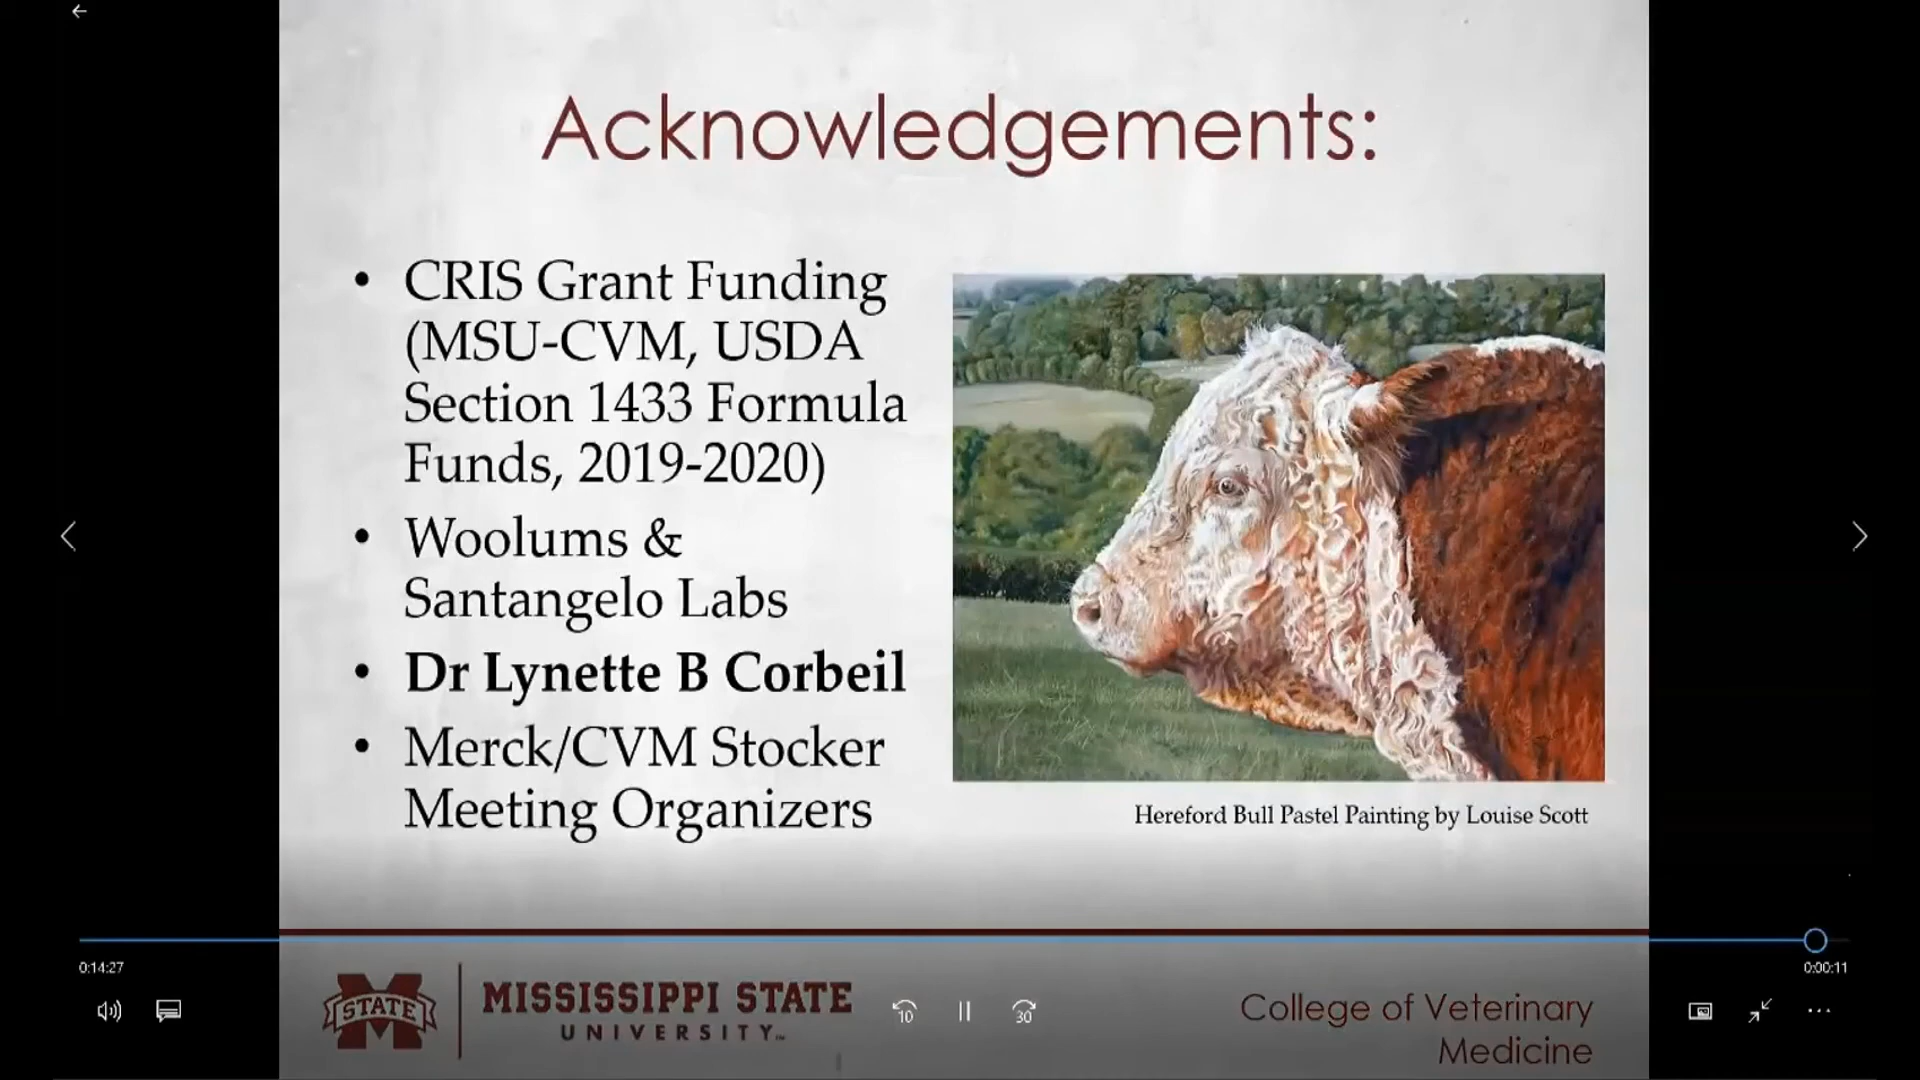 Acknowledgements:
• CRIS Grant Funding
(MSU-CVM, USDA
Section 1433 Formula
Funds, 2019-2020)
• Woolums &
Santangelo Labs
• Dr Lynette B Corbeil
• Merck/CVM Stocker
Meeting Organizers
Hereford Bull Pastel Painting by Louise Scott
0:14:27
0:00:11
STATE
MISSISSIPPI STATE
UNIVERSITY™
10
30
College of Veterinary
Medicine